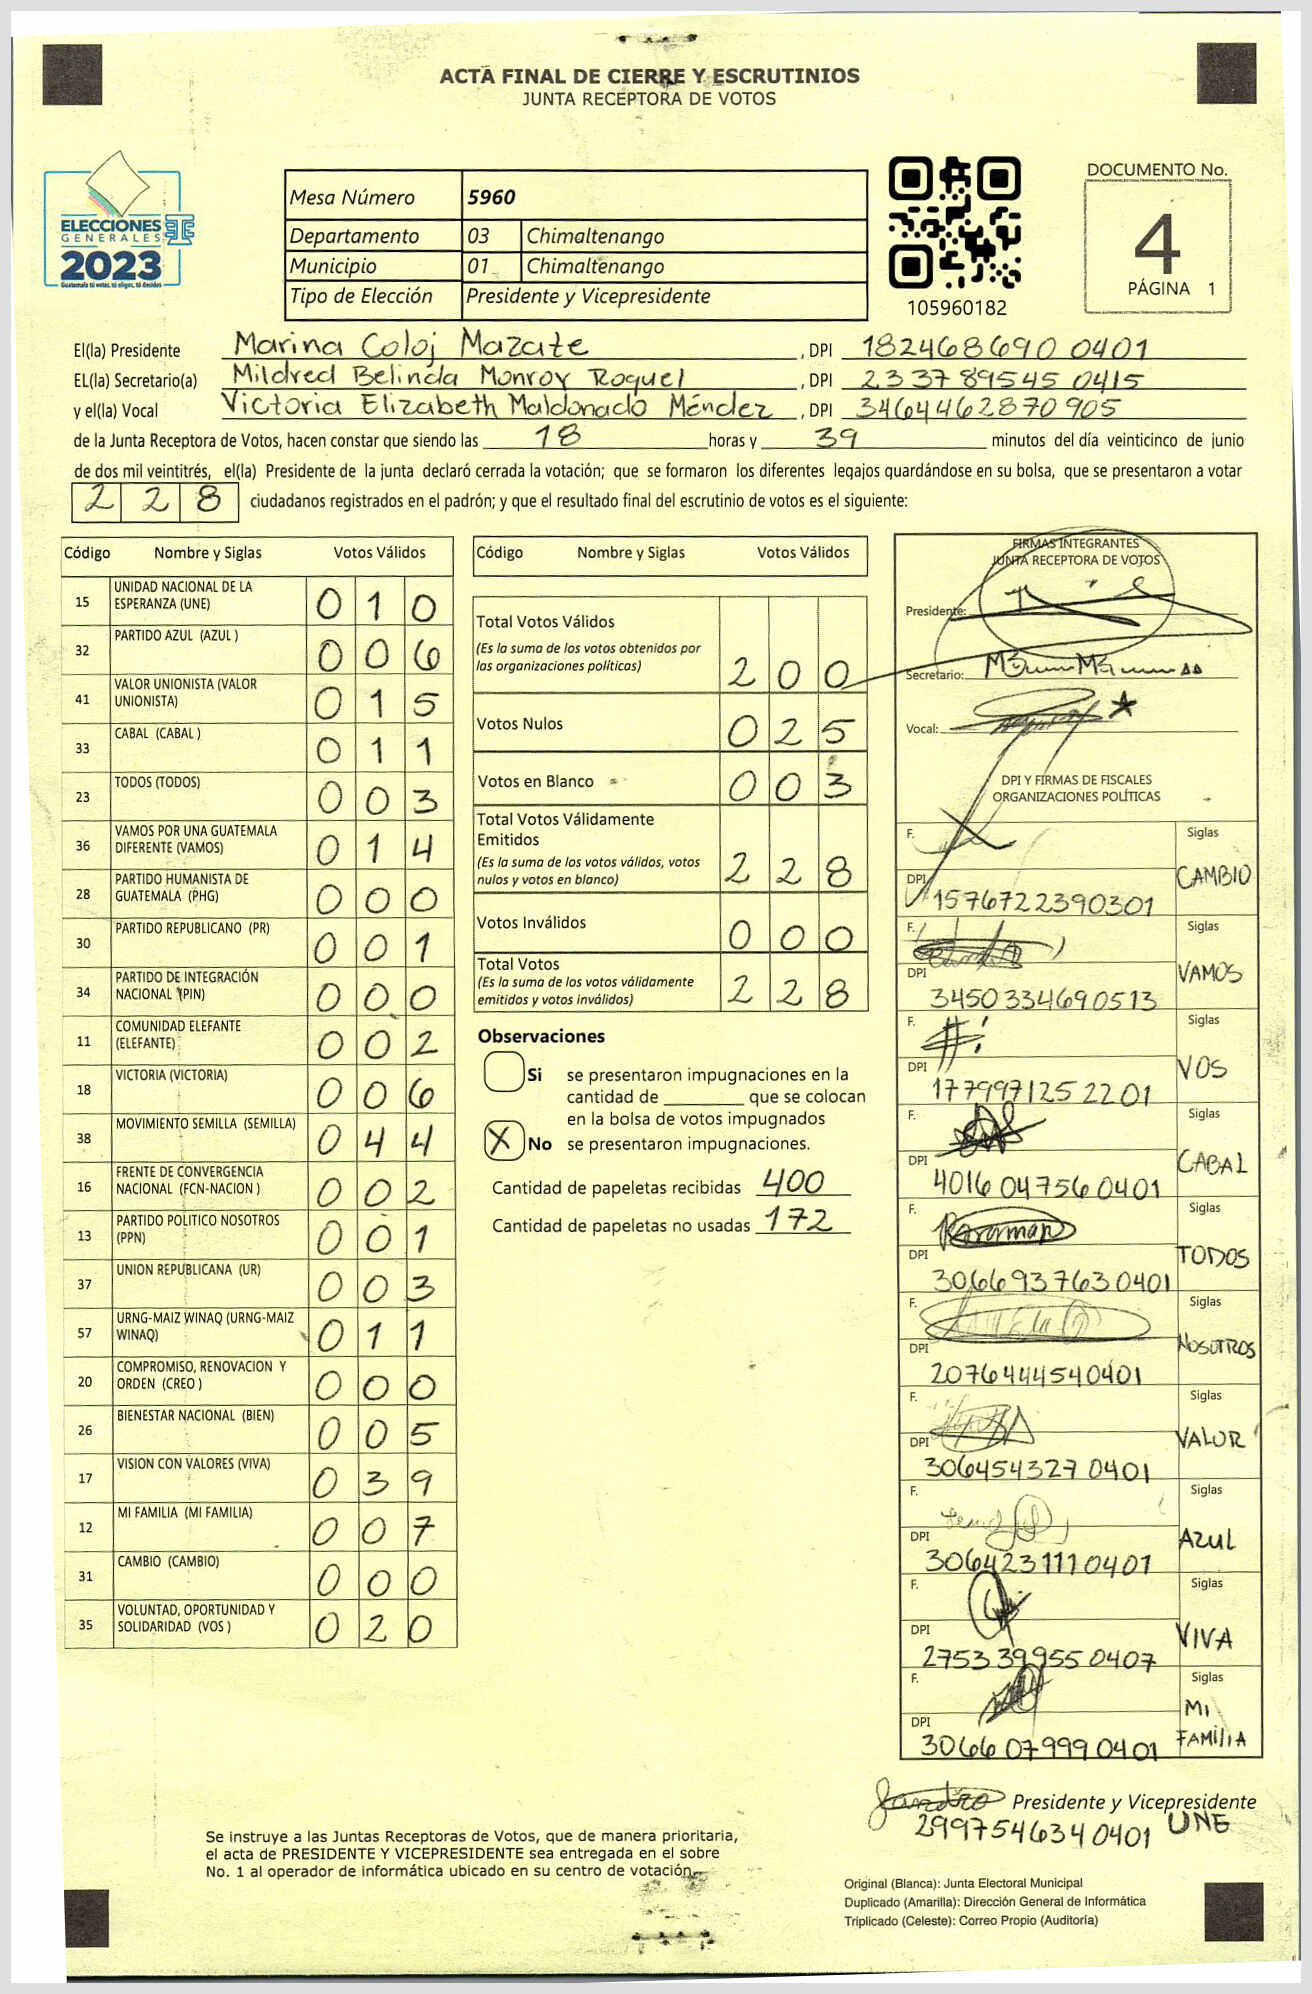 ACTA FINAL DE CIERRE Y ESCRUTINIOS
JUNTA RECEPTORA DE VOTOS
ELECCIONES
GENERALES
2023
Guatemala tú votas, tú eliges, tú decides
Mesa Número 5960
Departamento 03 Chimaltenango
Municipio 01 Chimaltenango
Tipo de Elección Presidente y Vicepresidente
105960182
DOCUMENTO No.
4
PÁGINA 1
El(la) Presidente Marina Coloj Mazate , DPI 182468690 0401
EL(la) Secretario(a) Mildred Belinda Monroy Roquel , DPI 2337895450415
y el(la) Vocal Victoria Elizabeth Maldonado Méndez , DPI 3464462870905
de la Junta Receptora de Votos, hacen constar que siendo las 18 horas y 39 minutos del día veinticinco de junio
de dos mil veintitrés, el(la) Presidente de la junta declaró cerrada la votación; que se formaron los diferentes legajos guardándose en su bolsa, que se presentaron a votar
2 2 8 ciudadanos registrados en el padrón; y que el resultado final del escrutinio de votos es el siguiente:
Código Nombre y Siglas Votos Válidos
15 UNIDAD NACIONAL DE LA ESPERANZA (UNE) 0 1 0
32 PARTIDO AZUL (AZUL ) 0 0 6
41 VALOR UNIONISTA (VALOR UNIONISTA) 0 1 5
33 CABAL (CABAL ) 0 1 1
23 TODOS (TODOS) 0 0 3
36 VAMOS POR UNA GUATEMALA DIFERENTE (VAMOS) 0 1 4
28 PARTIDO HUMANISTA DE GUATEMALA (PHG) 0 0 0
30 PARTIDO REPUBLICANO (PR) 0 0 1
34 PARTIDO DE INTEGRACIÓN NACIONAL (PIN) 0 0 0
11 COMUNIDAD ELEFANTE (ELEFANTE) 0 0 2
18 VICTORIA (VICTORIA) 0 0 6
38 MOVIMIENTO SEMILLA (SEMILLA) 0 4 4
16 FRENTE DE CONVERGENCIA NACIONAL (FCN-NACION ) 0 0 2
13 PARTIDO POLITICO NOSOTROS (PPN) 0 0 1
37 UNION REPUBLICANA (UR) 0 0 3
57 URNG-MAIZ WINAQ (URNG-MAIZ WINAQ) 0 1 1
20 COMPROMISO, RENOVACION Y ORDEN (CREO ) 0 0 0
26 BIENESTAR NACIONAL (BIEN) 0 0 5
17 VISION CON VALORES (VIVA) 0 3 9
12 MI FAMILIA (MI FAMILIA) 0 0 7
31 CAMBIO (CAMBIO) 0 0 0
35 VOLUNTAD, OPORTUNIDAD Y SOLIDARIDAD (VOS ) 0 2 0
Código Nombre y Siglas Votos Válidos
Total Votos Válidos
(Es la suma de los votos obtenidos por
las organizaciones políticas) 2 0 0
Votos Nulos 0 2 5
Votos en Blanco 0 0 3
Total Votos Válidamente
Emitidos
(Es la suma de los votos válidos, votos
nulos y votos en blanco) 2 2 8
Votos Inválidos 0 0 0
Total Votos
(Es la suma de los votos válidamente
emitidos y votos inválidos) 2 2 8
Observaciones
Si se presentaron impugnaciones en la
cantidad de ________ que se colocan
en la bolsa de votos impugnados
X No se presentaron impugnaciones.
Cantidad de papeletas recibidas 400
Cantidad de papeletas no usadas 172
FIRMAS INTEGRANTES
JUNTA RECEPTORA DE VOTOS
Presidente:
Secretario:
Vocal:
DPI Y FIRMAS DE FISCALES
ORGANIZACIONES POLÍTICAS
F. Siglas
DPI 1576722390301 CAMBIO
F. Siglas
DPI 3450334690513 VAMOS
F. Siglas
DPI 1779971252201 VOS
F. Siglas
DPI 4016047560401 CABAL
F. Siglas
DPI 3066937630401 TODOS
F. Siglas
DPI 2076444540401 NOSOTROS
F. Siglas
DPI 3064543270401 VALOR
F. Siglas
DPI 3064231110401 AZUL
F. Siglas
DPI 2753399550407 VIVA
F. Siglas
DPI 3066079990401 MI FAMILIA
Presidente y Vicepresidente
2997546340401 UNE
Se instruye a las Juntas Receptoras de Votos, que de manera prioritaria,
el acta de PRESIDENTE Y VICEPRESIDENTE sea entregada en el sobre
No. 1 al operador de informática ubicado en su centro de votación.
Original (Blanca): Junta Electoral Municipal
Duplicado (Amarilla): Dirección General de Informática
Triplicado (Celeste): Correo Propio (Auditoría)